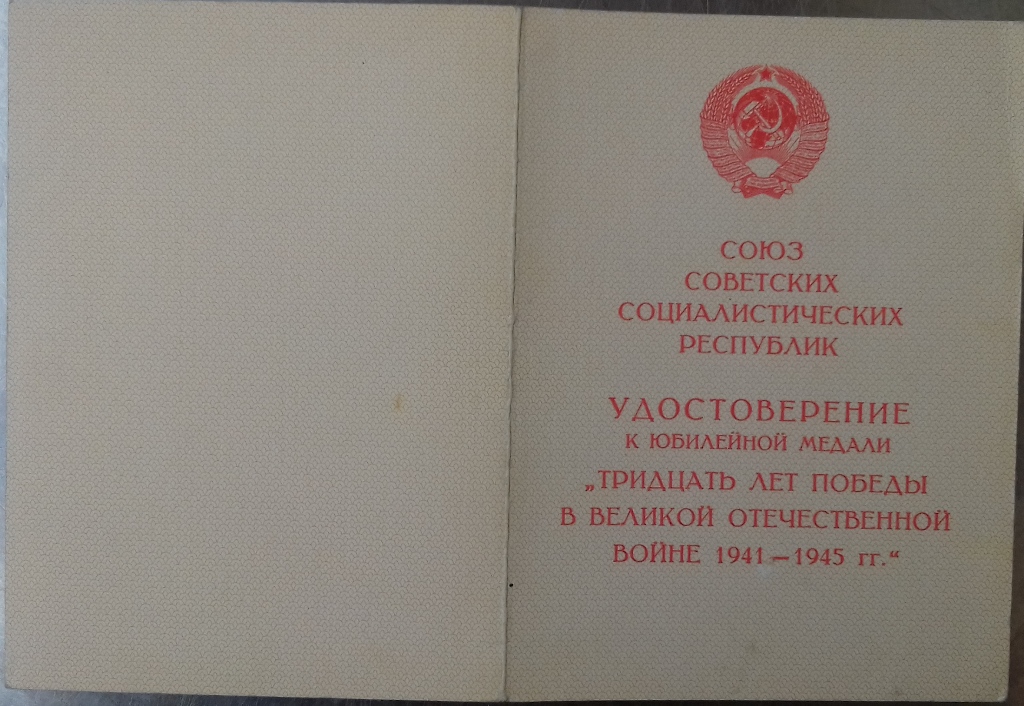 СОЮЗ
СОВЕТСКИХ
СОЦИАЛИСТИЧЕСКИХ
РЕСПУБЛИК
УДОСТОВЕРЕНИЕ
К ЮБИЛЕЙНОЙ МЕДАЛИ
„ТРИДЦАТЬ ЛЕТ ПОБЕДЫ
В ВЕЛИКОЙ ОТЕЧЕСТВЕННОЙ
ВОЙНЕ 1941—1945 гг.“